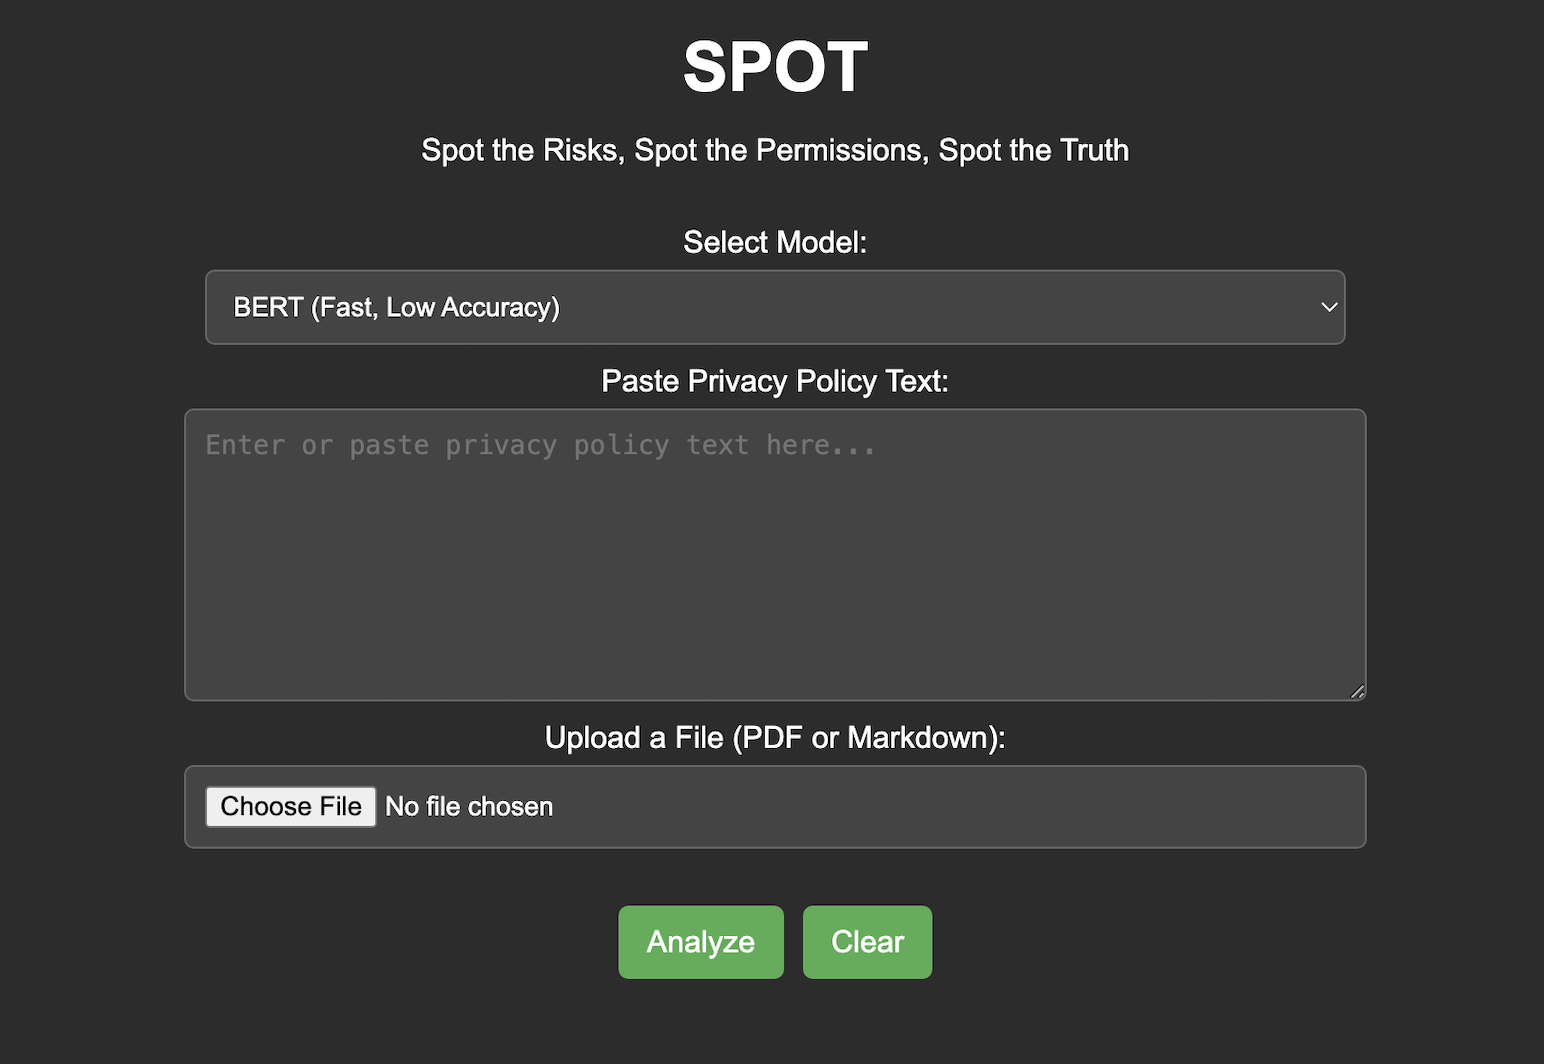 SPOT
Spot the Risks, Spot the Permissions, Spot the Truth
Select Model:
BERT (Fast, Low Accuracy)
Paste Privacy Policy Text:
Enter or paste privacy policy text here...
Upload a File (PDF or Markdown):
Choose File No file chosen
Analyze Clear